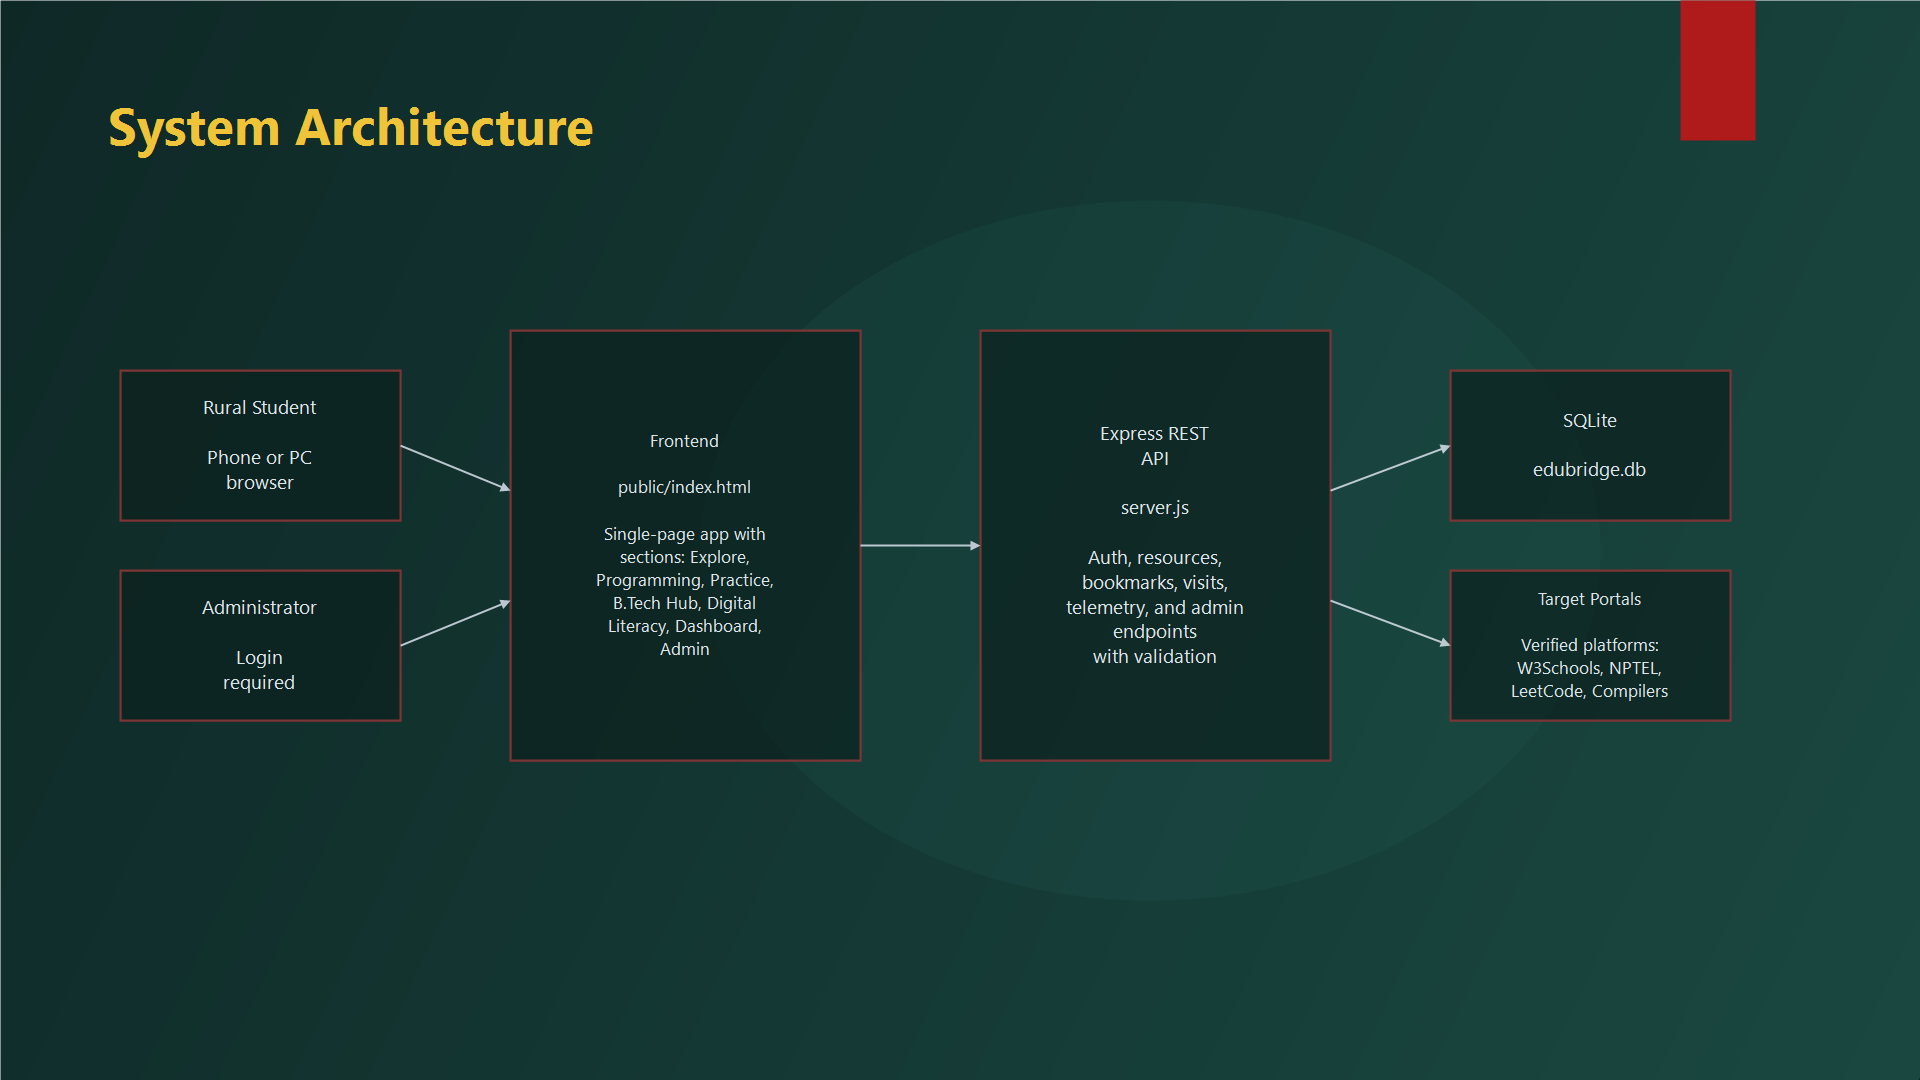 System Architecture
Rural Student
Phone or PC
browser
Administrator
Login
required
Frontend
public/index.html
Single-page app with
sections: Explore,
Programming, Practice,
B.Tech Hub, Digital
Literacy, Dashboard,
Admin
Express REST
API
server.js
Auth, resources,
bookmarks, visits,
telemetry, and admin
endpoints
with validation
SQLite
edubridge.db
Target Portals
Verified platforms:
W3Schools, NPTEL,
LeetCode, Compilers